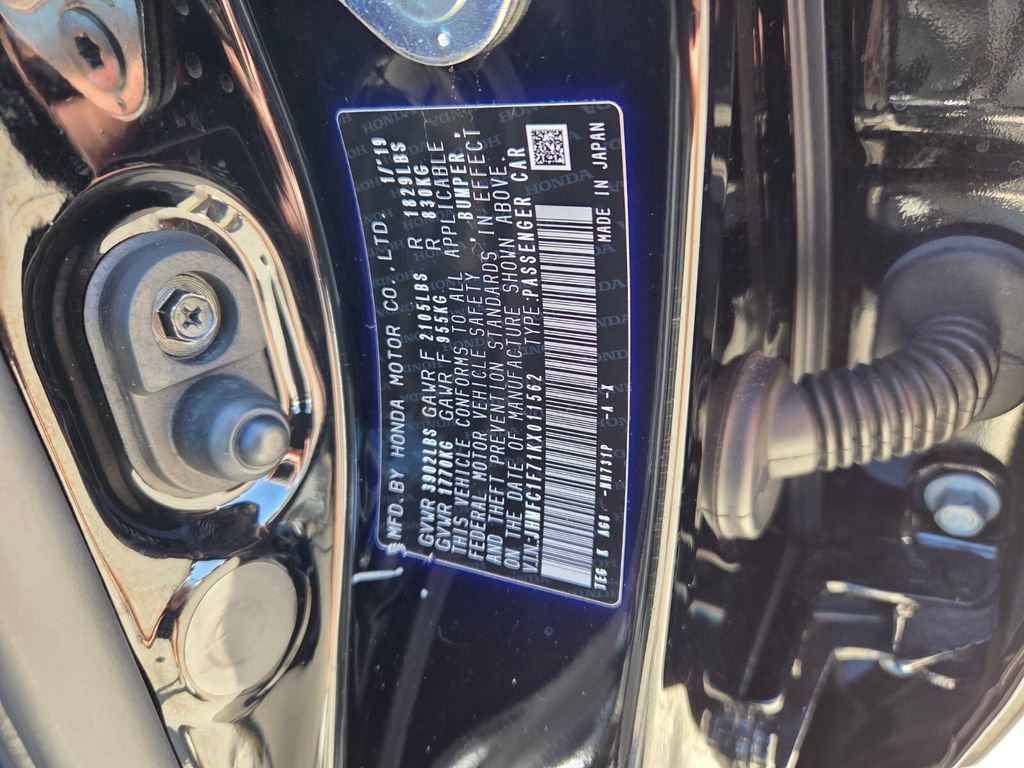 MFD. BY HONDA MOTOR CO., LTD. 1/'19
GVWR 3902LBS GAWR F 2105LBS R 1829LBS
GVWR 1770KG GAWR F 955KG R 830KG
THIS VEHICLE CONFORMS TO ALL APPLICABLE
FEDERAL MOTOR VEHICLE SAFETY, BUMPER,
AND THEFT PREVENTION STANDARDS IN EFFECT
ON THE DATE OF MANUFACTURE SHOWN ABOVE.
V.I.N:JHMFC1F71KX011562 TYPE:PASSENGER CAR
MADE IN JAPAN
HONDA